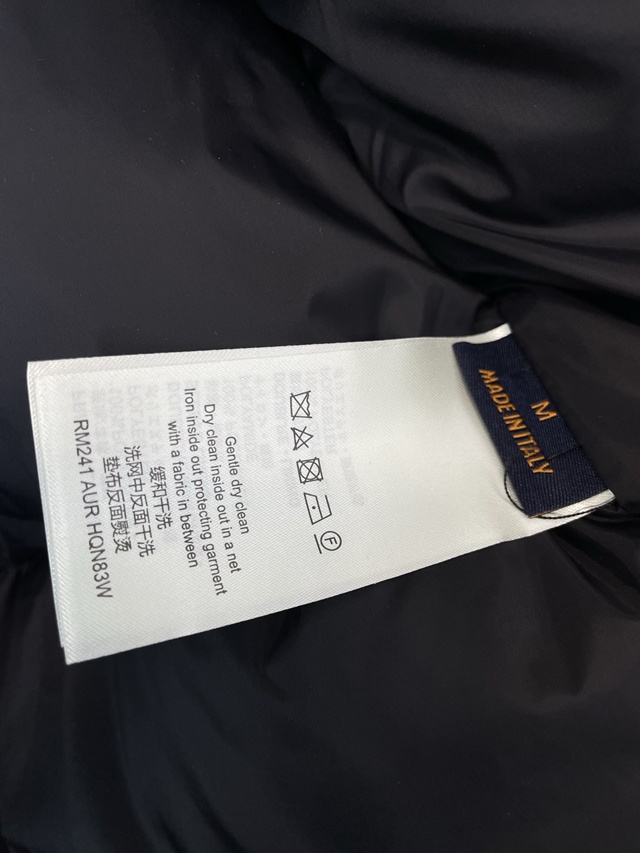 M
MADE IN ITALY
F
Gentle dry clean
Dry clean inside out in a net
Iron inside out protecting garment
with a fabric in between
缓和干洗
洗网中反面干洗
垫布反面熨烫
RM241 AUR HQN83W